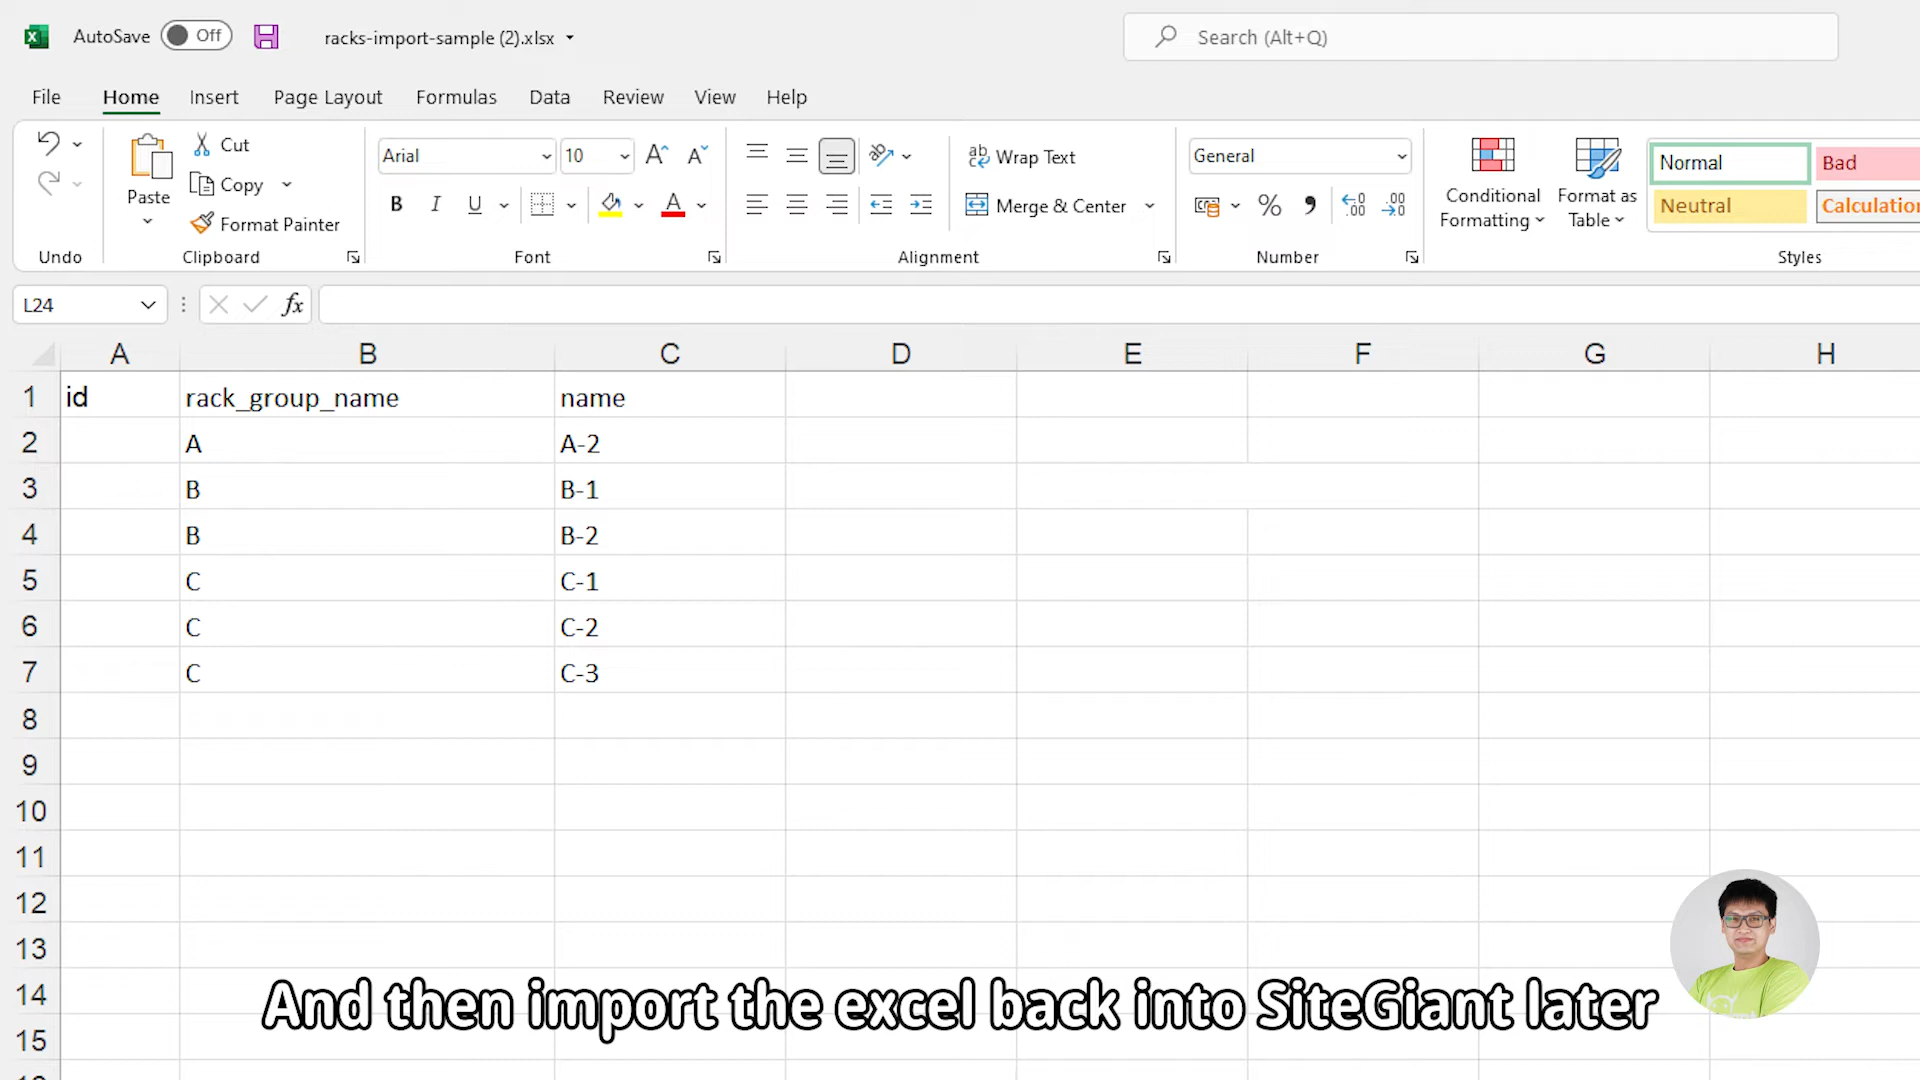 AutoSave Off racks-import-sample (2).xlsx Search (Alt+Q)
File Home Insert Page Layout Formulas Data Review View Help
Cut
Copy
Format Painter
Paste
Arial 10
B I U
Wrap Text
Merge & Center
General
% 9
Conditional Formatting
Format as Table
Normal Bad
Neutral Calculation
Undo Clipboard Font Alignment Number Styles
L24 fx
A B C D E F G H
1 id rack_group_name name
2 A A-2
3 B B-1
4 B B-2
5 C C-1
6 C C-2
7 C C-3
8
9
10
11
12
13
14
15
And then import the excel back into SiteGiant later